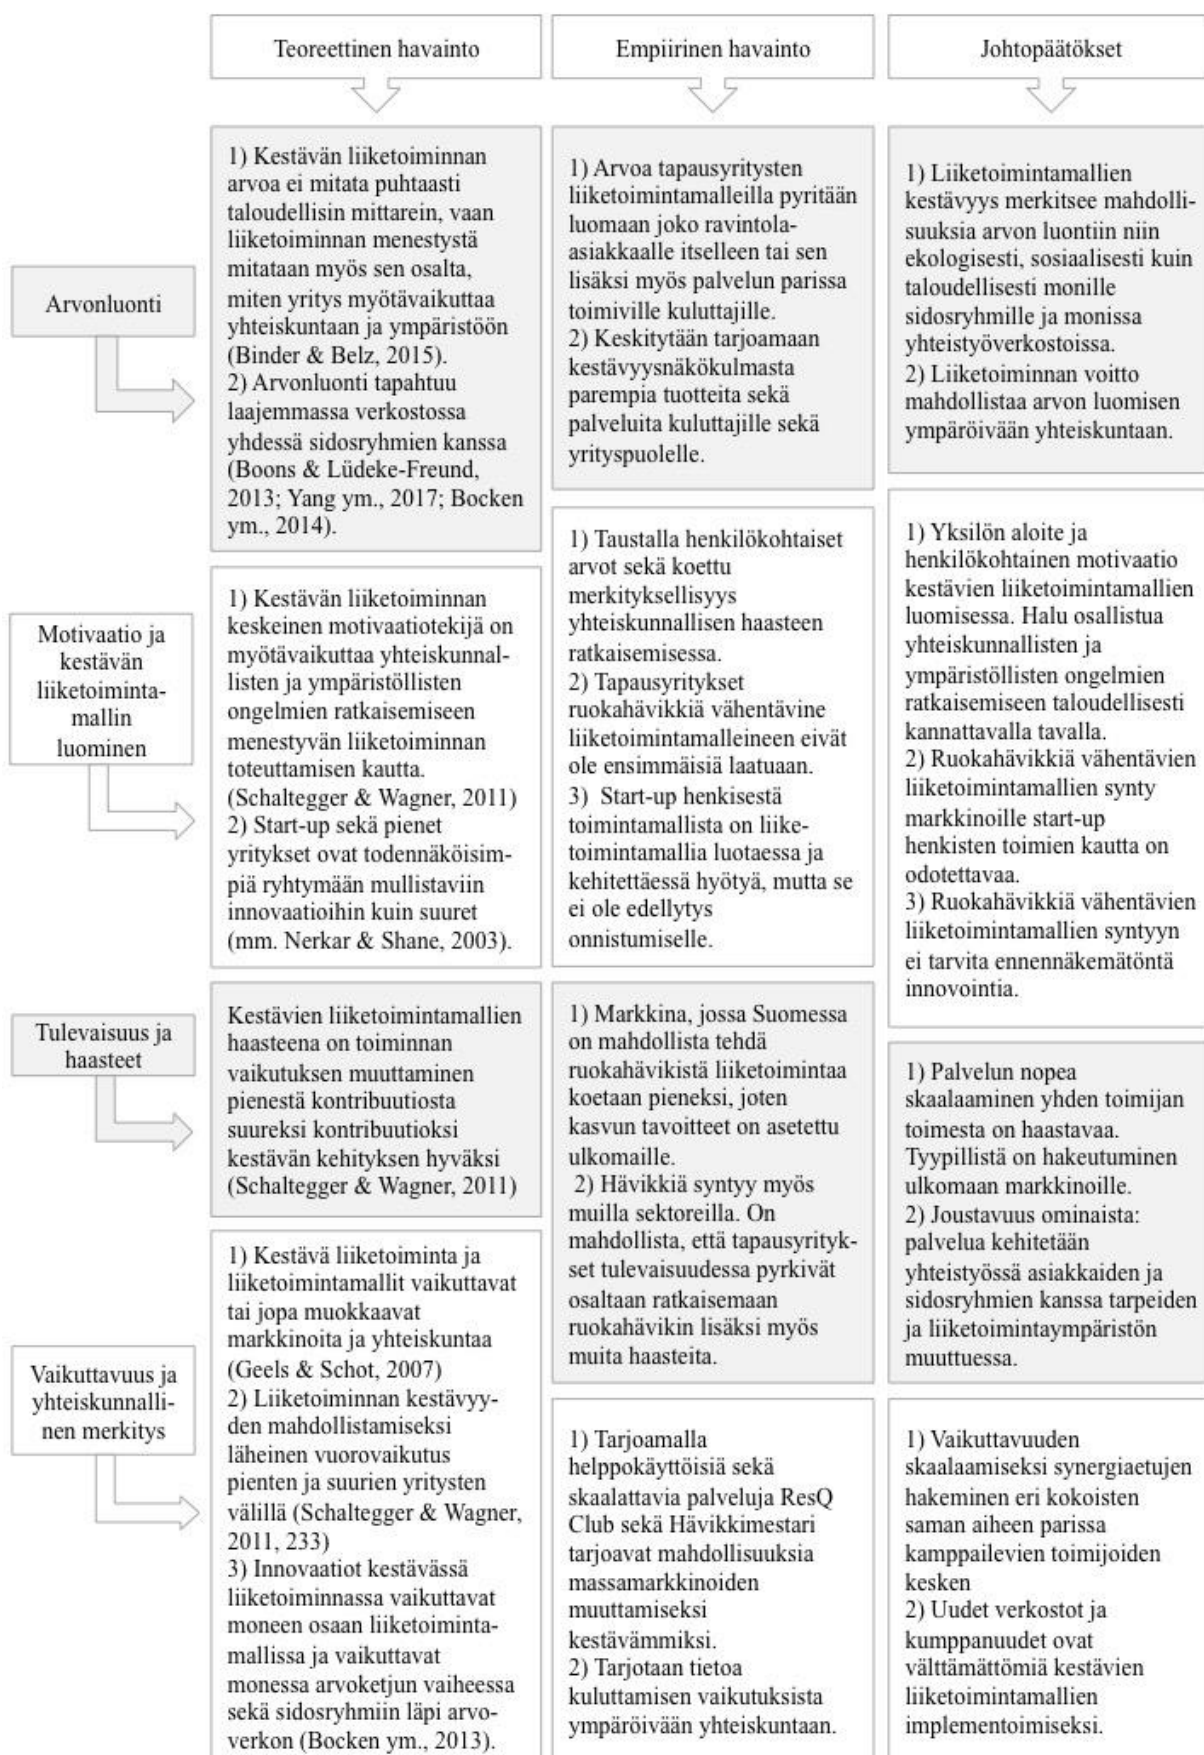 Teoreettinen havainto
Empiirinen havainto
Johtopäätökset
Arvonluonti
1) Kestävän liiketoiminnan
arvoa ei mitata puhtaasti
taloudellisin mittarein, vaan
liiketoiminnan menestystä
mitataan myös sen osalta,
miten yritys myötävaikuttaa
yhteiskuntaan ja ympäristöön
(Binder & Belz, 2015).
2) Arvonluonti tapahtuu
laajemmassa verkostossa
yhdessä sidosryhmien kanssa
(Boons & Lüdeke-Freund,
2013; Yang ym., 2017; Bocken
ym., 2014).
1) Arvoa tapausyritysten
liiketoimintamalleilla pyritään
luomaan joko ravintola-
asiakkaalle itselleen tai sen
lisäksi myös palvelun parissa
toimiville kuluttajille.
2) Keskitytään tarjoamaan
kestävyysnäkökulmasta
parempia tuotteita sekä
palveluita kuluttajille sekä
yrityspuolelle.
1) Liiketoimintamallien
kestävyys merkitsee mahdolli-
suuksia arvon luontiin niin
ekologisesti, sosiaalisesti kuin
taloudellisesti monille
sidosryhmille ja monissa
yhteistyöverkostoissa.
2) Liiketoiminnan voitto
mahdollistaa arvon luomisen
ympäröivään yhteiskuntaan.
Motivaatio ja
kestävän
liiketoiminta-
mallin
luominen
1) Kestävän liiketoiminnan
keskeinen motivaatiotekijä on
myötävaikuttaa yhteiskunnal-
listen ja ympäristöllisten
ongelmien ratkaisemiseen
menestyvän liiketoiminnan
toteuttamisen kautta.
(Schaltegger & Wagner, 2011)
2) Start-up sekä pienet
yritykset ovat todennäköisim-
piä ryhtymään mullistaviin
innovaatioihin kuin suuret
(mm. Nerkar & Shane, 2003).
1) Taustalla henkilökohtaiset
arvot sekä koettu
merkityksellisyys
yhteiskunnallisen haasteen
ratkaisemisessa.
2) Tapausyritykset
ruokahävikkiä vähentävine
liiketoimintamalleineen eivät
ole ensimmäisiä laatuaan.
3) Start-up henkisestä
toimintamallista on liike-
toimintamallia luotaessa ja
kehitettäessä hyötyä, mutta se
ei ole edellytys
onnistumiselle.
1) Yksilön aloite ja
henkilökohtainen motivaatio
kestävien liiketoimintamallien
luomisessa. Halu osallistua
yhteiskunnallisten ja
ympäristöllisten ongelmien
ratkaisemiseen taloudellisesti
kannattavalla tavalla.
2) Ruokahävikkiä vähentävien
liiketoimintamallien synty
markkinoille start-up
henkisten toimien kautta on
odotettavaa.
3) Ruokahävikkiä vähentävien
liiketoimintamallien syntyyn
ei tarvita ennennäkemätöntä
innovointia.
Tulevaisuus ja
haasteet
Kestävien liiketoimintamallien
haasteena on toiminnan
vaikutuksen muuttaminen
pienestä kontribuutiosta
suureksi kontribuutioksi
kestävän kehityksen hyväksi
(Schaltegger & Wagner, 2011)
1) Markkina, jossa Suomessa
on mahdollista tehdä
ruokahävikistä liiketoimintaa
koetaan pieneksi, joten
kasvun tavoitteet on asetettu
ulkomaille.
2) Hävikkiä syntyy myös
muilla sektoreilla. On
mahdollista, että tapausyrityk-
set tulevaisuudessa pyrkivät
osaltaan ratkaisemaan
ruokahävikin lisäksi myös
muita haasteita.
1) Palvelun nopea
skaalaaminen yhden toimijan
toimesta on haastavaa.
Tyypillistä on hakeutuminen
ulkomaan markkinoille.
2) Joustavuus ominaista:
palvelua kehitetään
yhteistyössä asiakkaiden ja
sidosryhmien kanssa tarpeiden
ja liiketoimintaympäristön
muuttuessa.
Vaikuttavuus ja
yhteiskunnalli-
nen merkitys
1) Kestävä liiketoiminta ja
liiketoimintamallit vaikuttavat
tai jopa muokkaavat
markkinoita ja yhteiskuntaa
(Geels & Schot, 2007)
2) Liiketoiminnan kestävyy-
den mahdollistamiseksi
läheinen vuorovaikutus
pienten ja suurien yritysten
välillä (Schaltegger & Wagner,
2011, 233)
3) Innovaatiot kestävässä
liiketoiminnassa vaikuttavat
moneen osaan liiketoiminta-
mallissa ja vaikuttavat
monessa arvoketjun vaiheessa
sekä sidosryhmiin läpi arvo-
verkon (Bocken ym., 2013).
1) Tarjoamalla
helppokäyttöisiä sekä
skaalattavia palveluja ResQ
Club sekä Hävikkimestari
tarjoavat mahdollisuuksia
massamarkkinoiden
muuttamiseksi
kestävämmiksi.
2) Tarjotaan tietoa
kuluttamisen vaikutuksista
ympäröivään yhteiskuntaan.
1) Vaikuttavuuden
skaalaamiseksi synergiaetujen
hakeminen eri kokoisten
saman aiheen parissa
kamppailevien toimijoiden
kesken
2) Uudet verkostot ja
kumppanuudet ovat
välttämättömiä kestävien
liiketoimintamallien
implementoimiseksi.